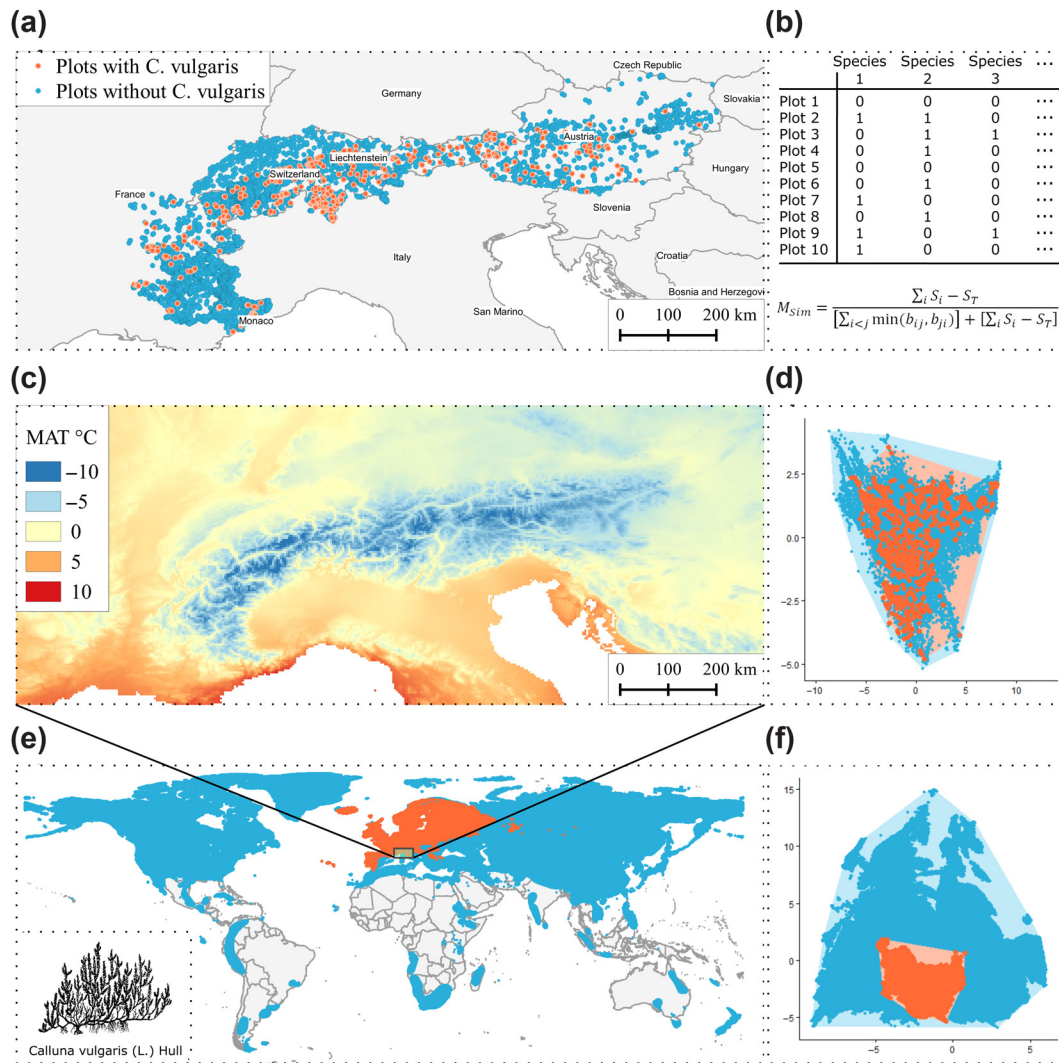 (a)
Plots with C. vulgaris
Plots without C. vulgaris
Czech Republic
Germany
Slovakia
Austria
Liechtenstein
Switzerland
Hungary
France
Slovenia
Italy
Croatia
Bosnia and Herzegovi
San Marino
Monaco
0 100 200 km
(b)
Species Species Species ...
1 2 3
Plot 1 0 0 0 ...
Plot 2 1 1 0 ...
Plot 3 0 1 1 ...
Plot 4 0 1 0 ...
Plot 5 0 0 0 ...
Plot 6 0 1 0 ...
Plot 7 1 0 0 ...
Plot 8 0 1 0 ...
Plot 9 1 0 1 ...
Plot 10 1 0 0 ...
M_Sim = (∑_i S_i − S_T) / ([∑_{i<j} min(b_ij, b_ji)] + [∑_i S_i − S_T])
(c)
MAT °C
−10
−5
0
5
10
0 100 200 km
(d)
2.5
0.0
−2.5
−5.0
−10 −5 0 5 10
(e)
Calluna vulgaris (L.) Hull
(f)
15
10
5
0
−5
−5 0 5